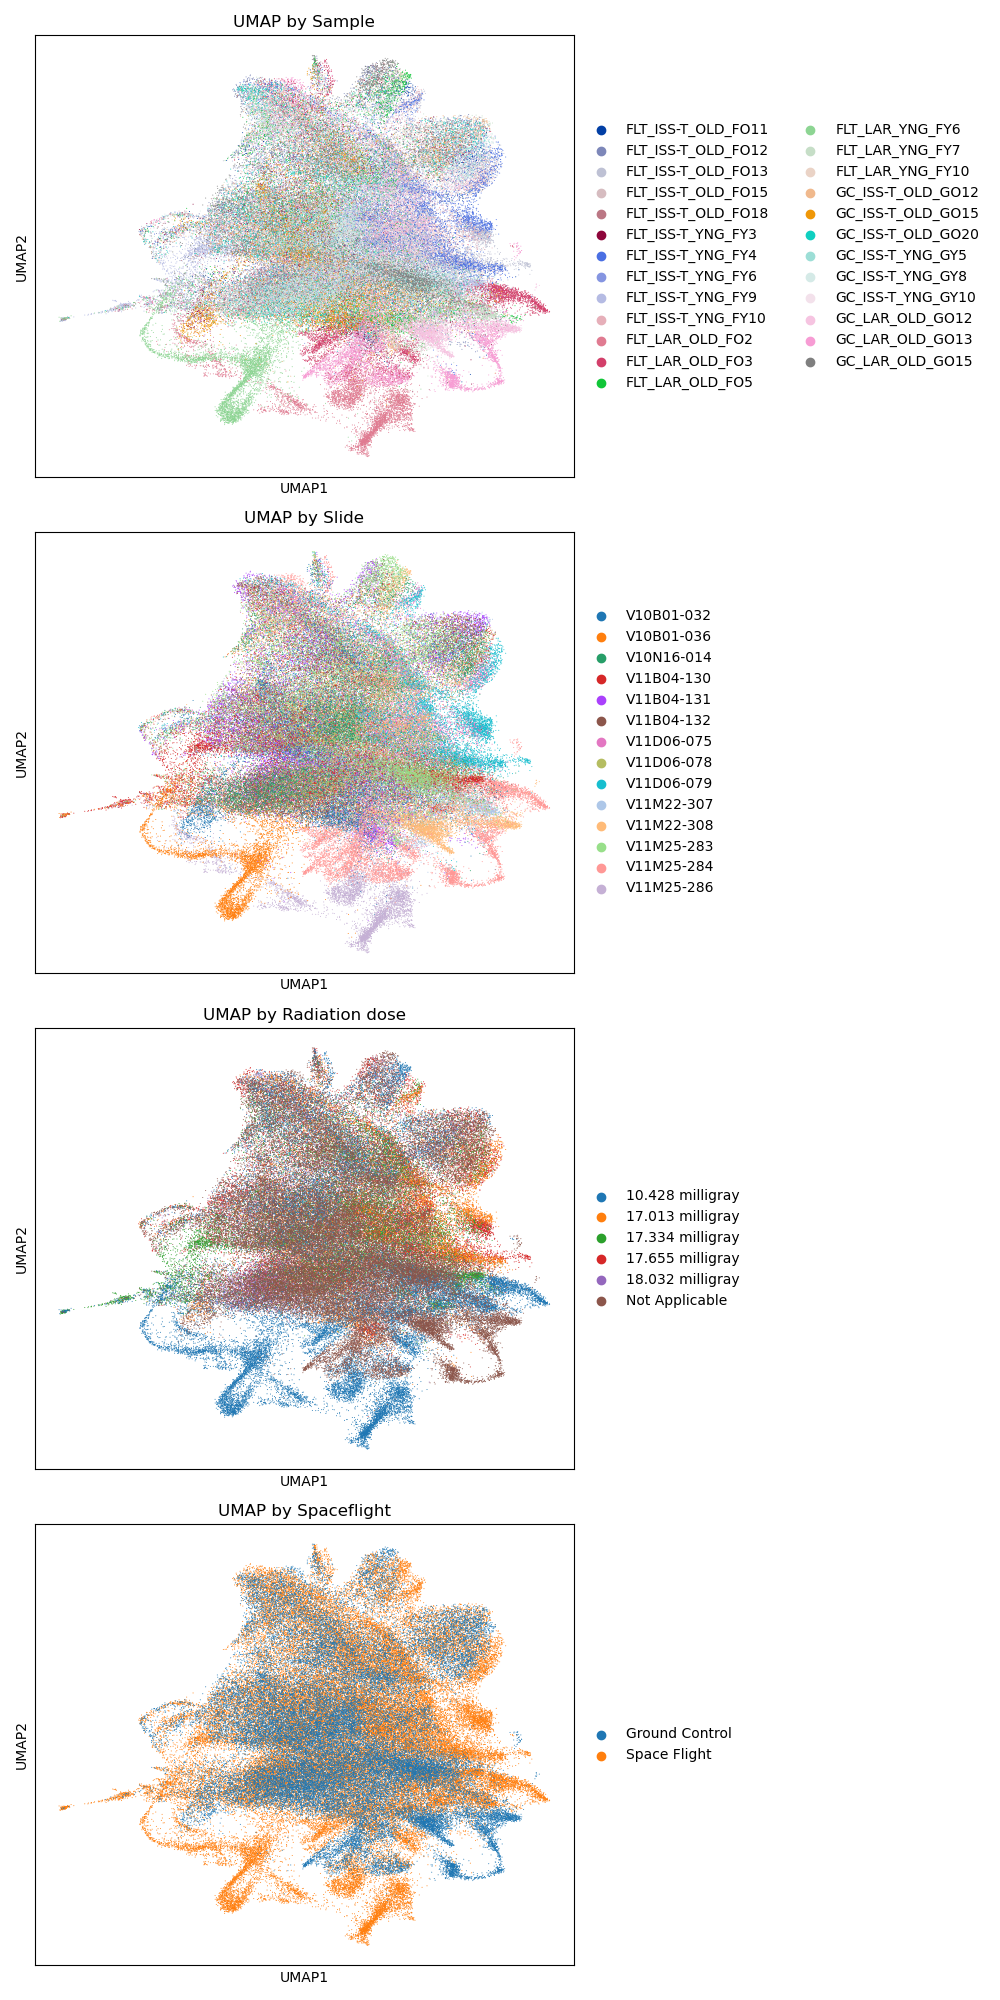 UMAP by Sample
UMAP2
UMAP1
FLT_ISS-T_OLD_FO11
FLT_ISS-T_OLD_FO12
FLT_ISS-T_OLD_FO13
FLT_ISS-T_OLD_FO15
FLT_ISS-T_OLD_FO18
FLT_ISS-T_YNG_FY3
FLT_ISS-T_YNG_FY4
FLT_ISS-T_YNG_FY6
FLT_ISS-T_YNG_FY9
FLT_ISS-T_YNG_FY10
FLT_LAR_OLD_FO2
FLT_LAR_OLD_FO3
FLT_LAR_OLD_FO5
FLT_LAR_YNG_FY6
FLT_LAR_YNG_FY7
FLT_LAR_YNG_FY10
GC_ISS-T_OLD_GO12
GC_ISS-T_OLD_GO15
GC_ISS-T_OLD_GO20
GC_ISS-T_YNG_GY5
GC_ISS-T_YNG_GY8
GC_ISS-T_YNG_GY10
GC_LAR_OLD_GO12
GC_LAR_OLD_GO13
GC_LAR_OLD_GO15
UMAP by Slide
UMAP2
UMAP1
V10B01-032
V10B01-036
V10N16-014
V11B04-130
V11B04-131
V11B04-132
V11D06-075
V11D06-078
V11D06-079
V11M22-307
V11M22-308
V11M25-283
V11M25-284
V11M25-286
UMAP by Radiation dose
UMAP2
UMAP1
10.428 milligray
17.013 milligray
17.334 milligray
17.655 milligray
18.032 milligray
Not Applicable
UMAP by Spaceflight
UMAP2
UMAP1
Ground Control
Space Flight